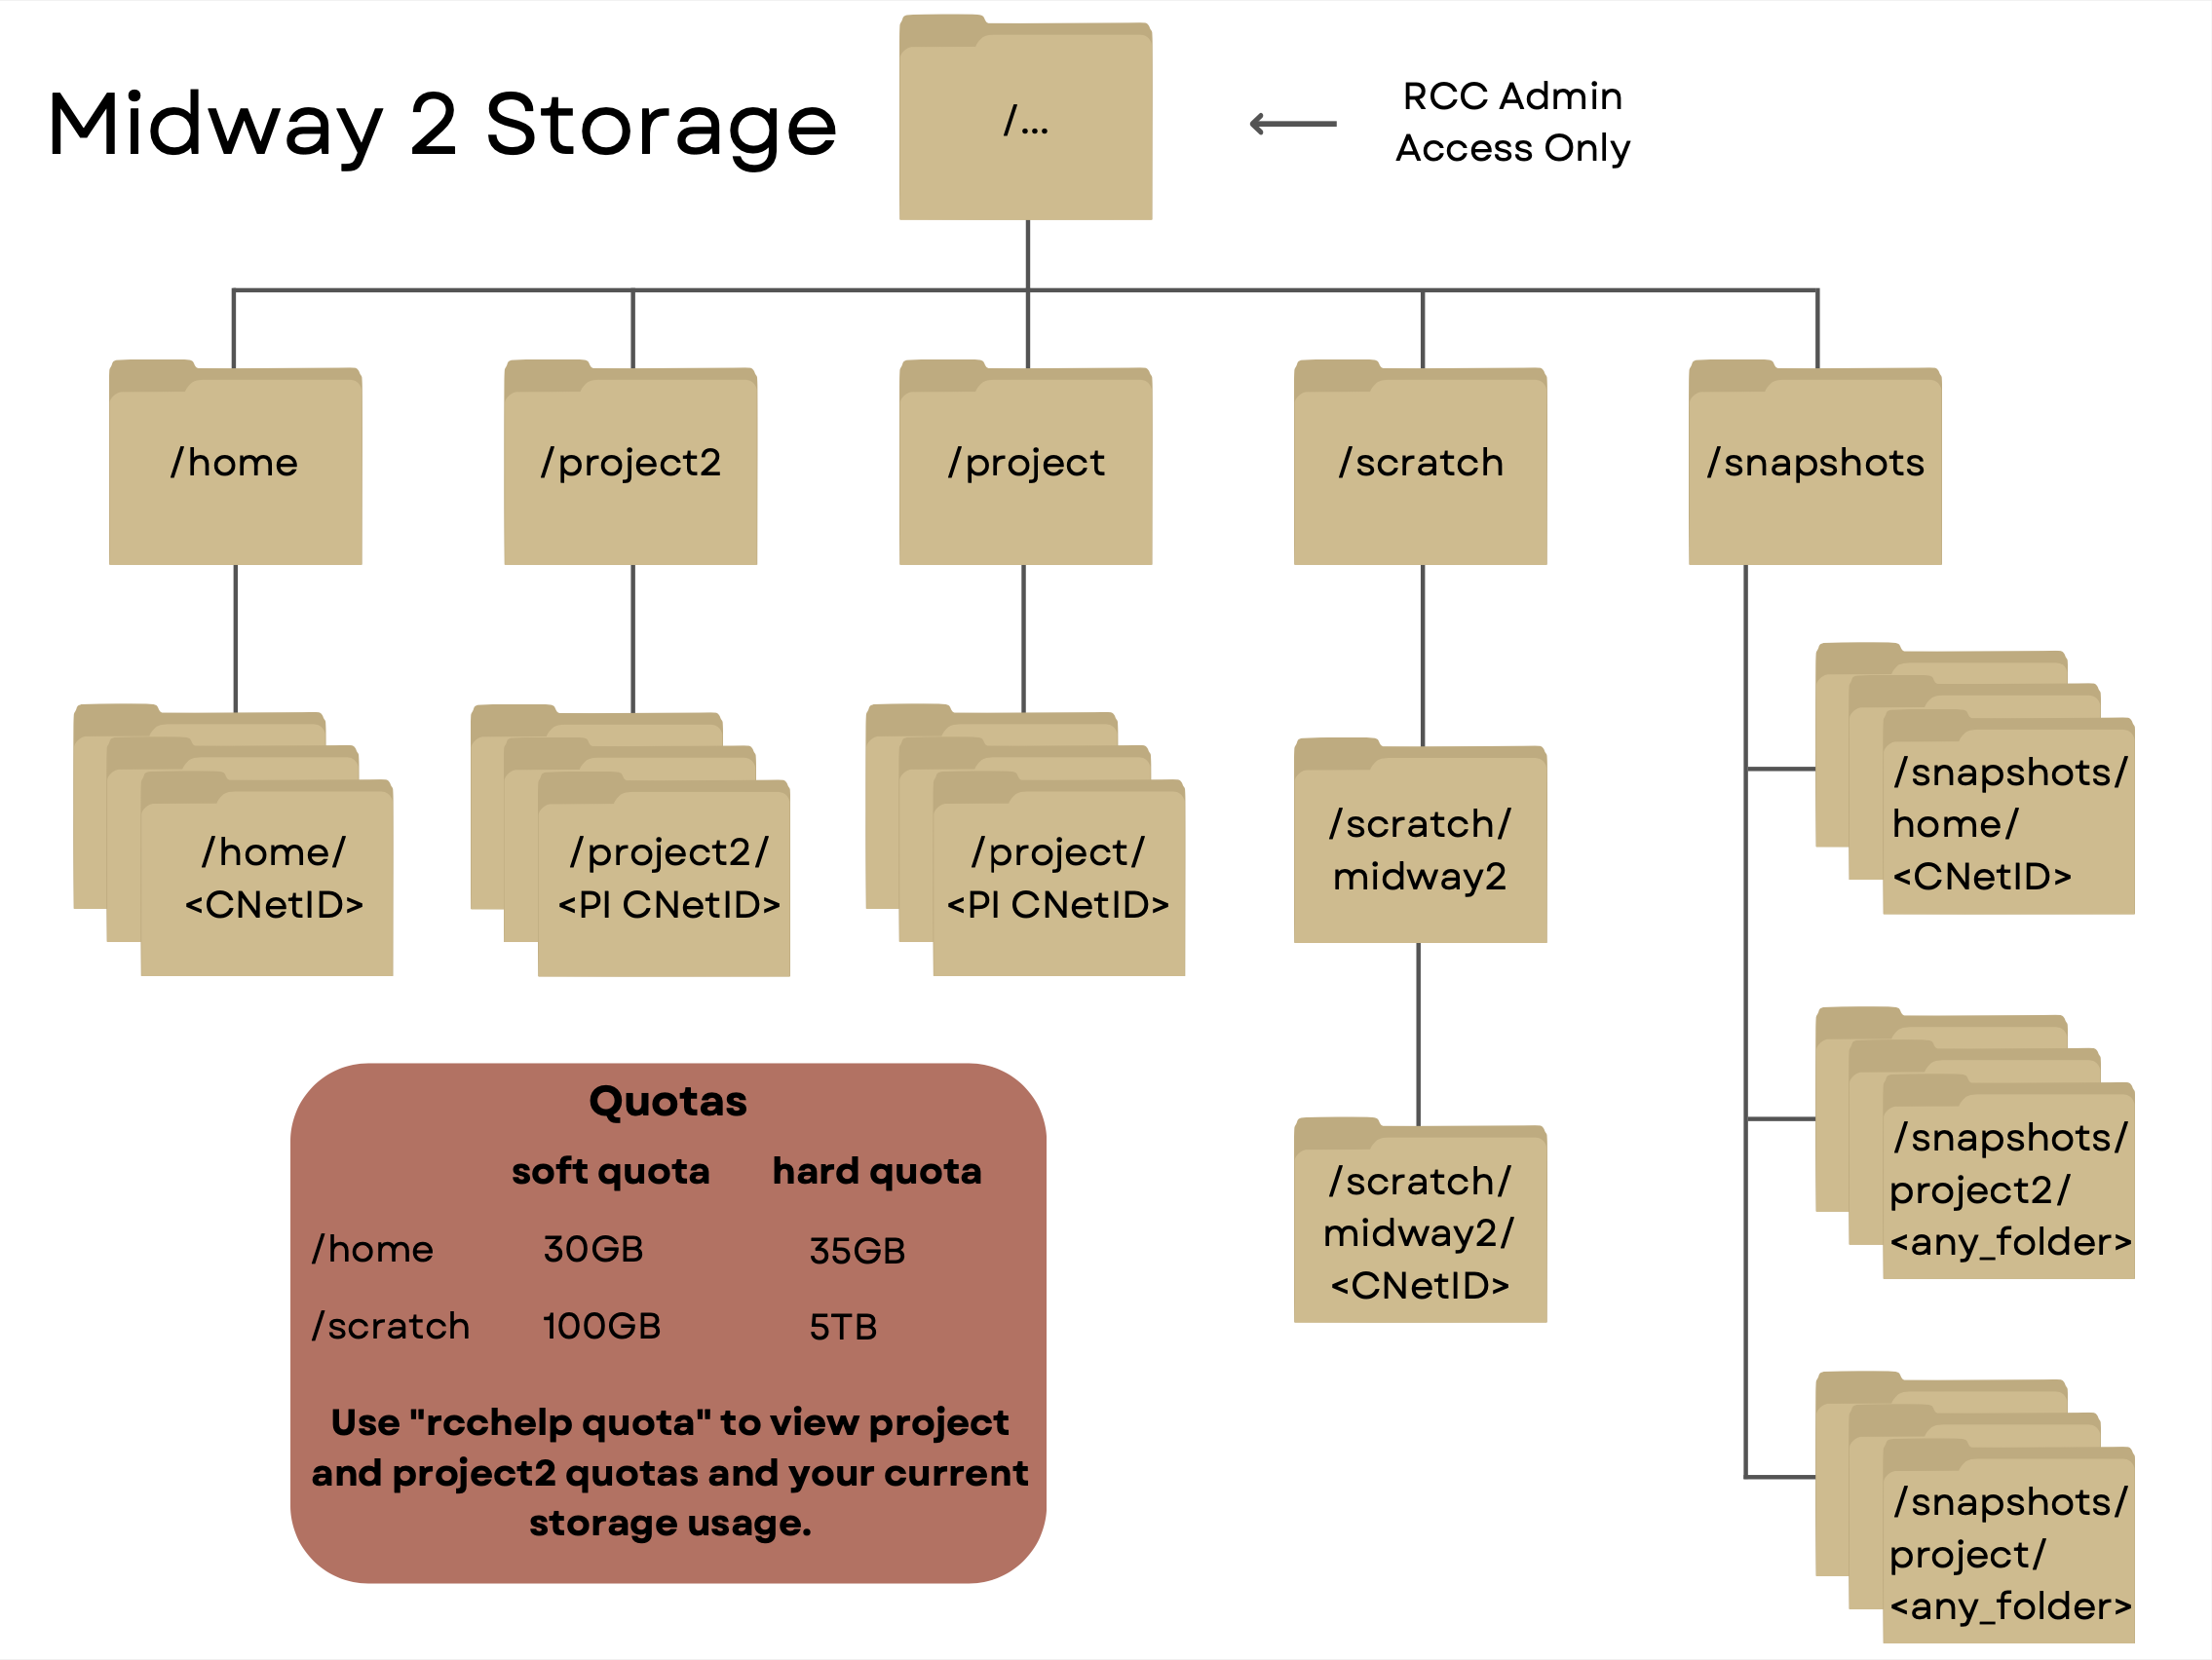 Midway 2 Storage
/...
RCC Admin
Access Only
/home
/project2
/project
/scratch
/snapshots
/home/
<CNetID>
/project2/
<PI CNetID>
/project/
<PI CNetID>
/scratch/
midway2
/scratch/
midway2/
<CNetID>
/snapshots/
home/
<CNetID>
/snapshots/
project2/
<any_folder>
/snapshots/
project/
<any_folder>
Quotas
soft quota hard quota
/home 30GB 35GB
/scratch 100GB 5TB
Use "rcchelp quota" to view project
and project2 quotas and your current
storage usage.